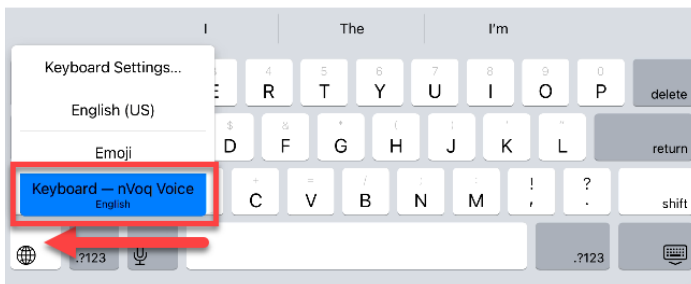 I The I'm
Keyboard Settings...
English (US)
Emoji
Keyboard — nVoq Voice
English
4 5 6 7 8 9 0
E R T Y U I O P delete
$ & * (
D F G H J K L return
+ = /
C V B N M ! , ? . shift
.?123 .?123